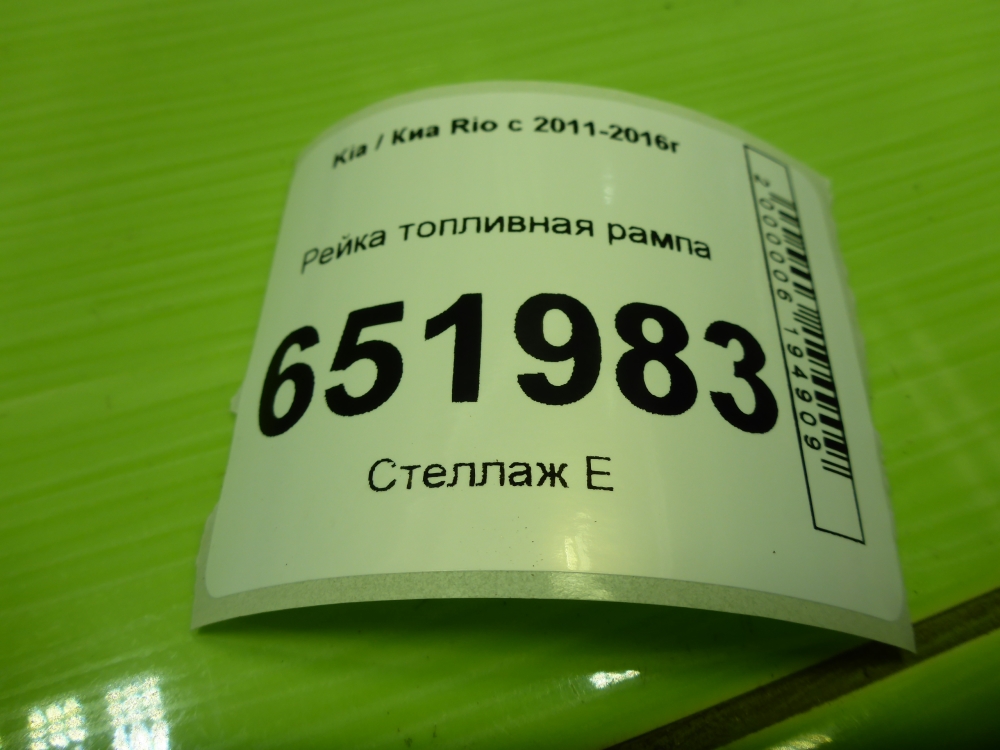 Kia / Киа Rio с 2011-2016г
Рейка топливная рампа
651983
Стеллаж Е
2000006194909